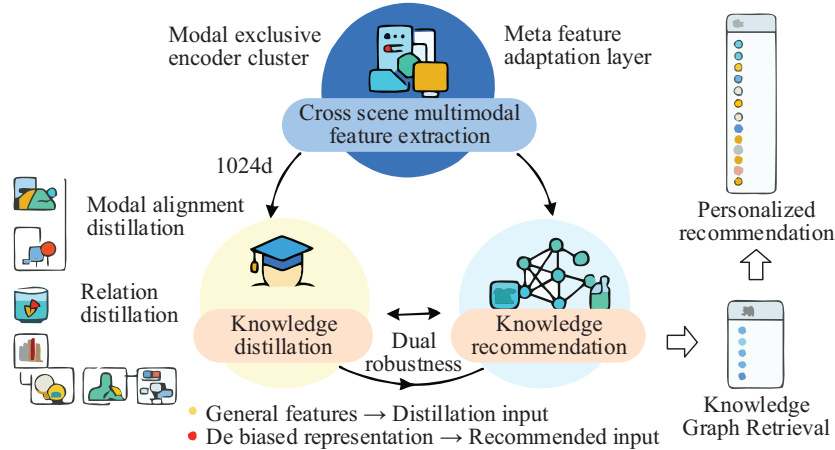 Modal exclusive
encoder cluster
Meta feature
adaptation layer
Cross scene multimodal
feature extraction
1024d
Modal alignment
distillation
Relation
distillation
Knowledge
distillation
Dual
robustness
Knowledge
recommendation
Personalized
recommendation
Knowledge
Graph Retrieval
General features → Distillation input
De biased representation → Recommended input